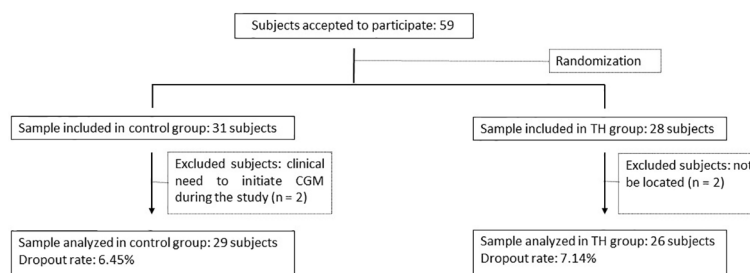 Subjects accepted to participate: 59
Randomization
Sample included in control group: 31 subjects
Sample included in TH group: 28 subjects
Excluded subjects: clinical
need to initiate CGM
during the study (n = 2)
Excluded subjects: not
be located (n = 2)
Sample analyzed in control group: 29 subjects
Dropout rate: 6.45%
Sample analyzed in TH group: 26 subjects
Dropout rate: 7.14%